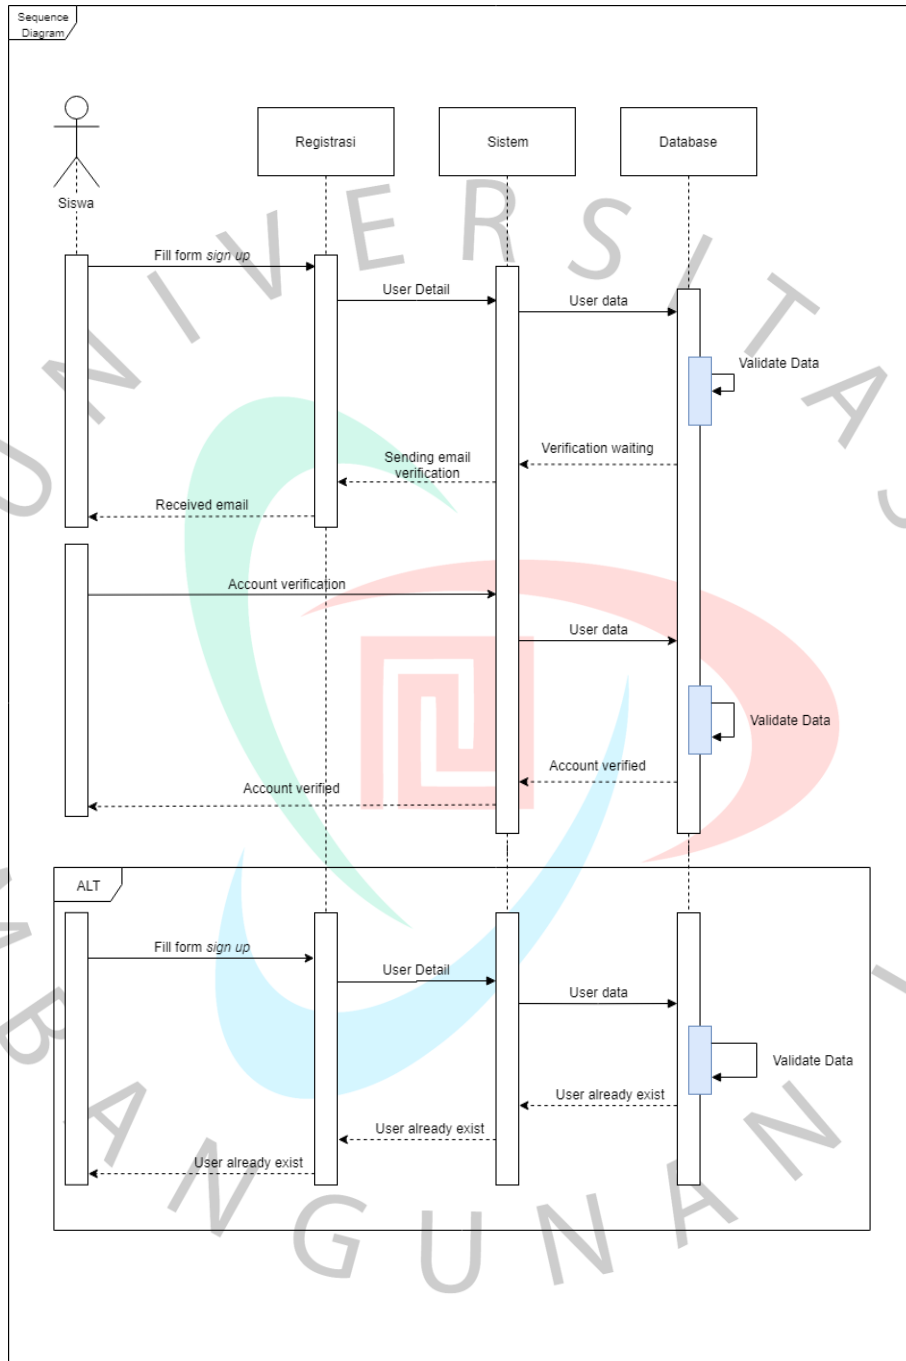 Sequence
Diagram
Siswa
Registrasi
Sistem
Database
Fill form sign up
User Detail
User data
Validate Data
Verification waiting
Sending email
verification
Received email
Account verification
User data
Validate Data
Account verified
Account verified
ALT
Fill form sign up
User Detail
User data
Validate Data
User already exist
User already exist
User already exist
UNIVERSITAS
MBANGUNAN